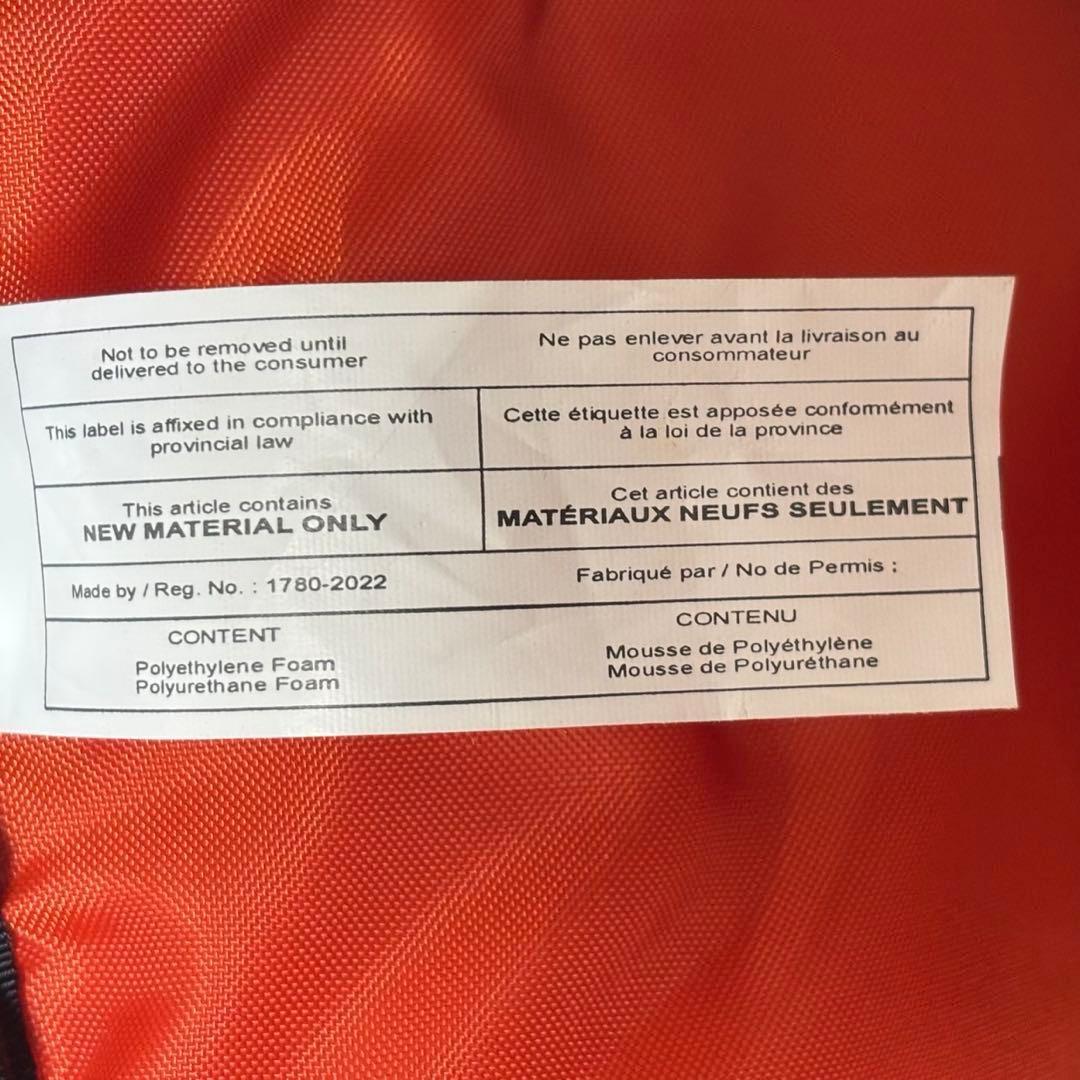 Not to be removed until
delivered to the consumer
Ne pas enlever avant la livraison au
consommateur
This label is affixed in compliance with
provincial law
Cette étiquette est apposée conformément
à la loi de la province
This article contains
NEW MATERIAL ONLY
Cet article contient des
MATÉRIAUX NEUFS SEULEMENT
Made by / Reg. No. : 1780-2022
Fabriqué par / No de Permis :
CONTENT
Polyethylene Foam
Polyurethane Foam
CONTENU
Mousse de Polyéthylène
Mousse de Polyuréthane